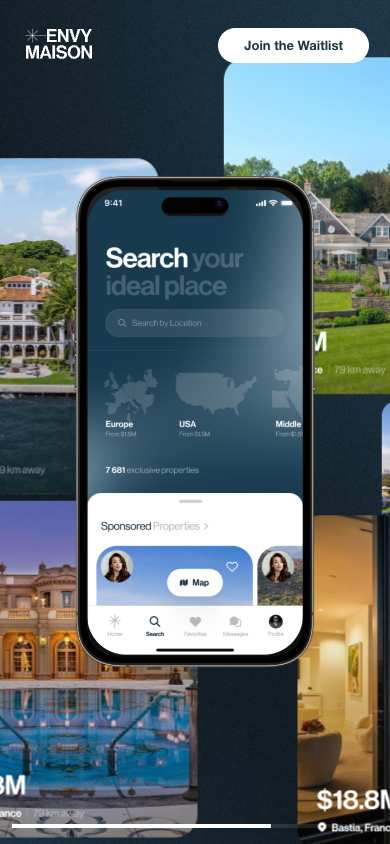 ENVY
MAISON
Join the Waitlist
9:41
Search your
ideal place
Search by Location
Europe
From $1.5M
USA
From $1.5M
Middle
7 681 exclusive properties
79 km away
9 km away
Sponsored Properties >
Map
Home
Search
Favorites
Messages
Profile
3M
ance 79 km away
$18.8M
Bastia, Franc